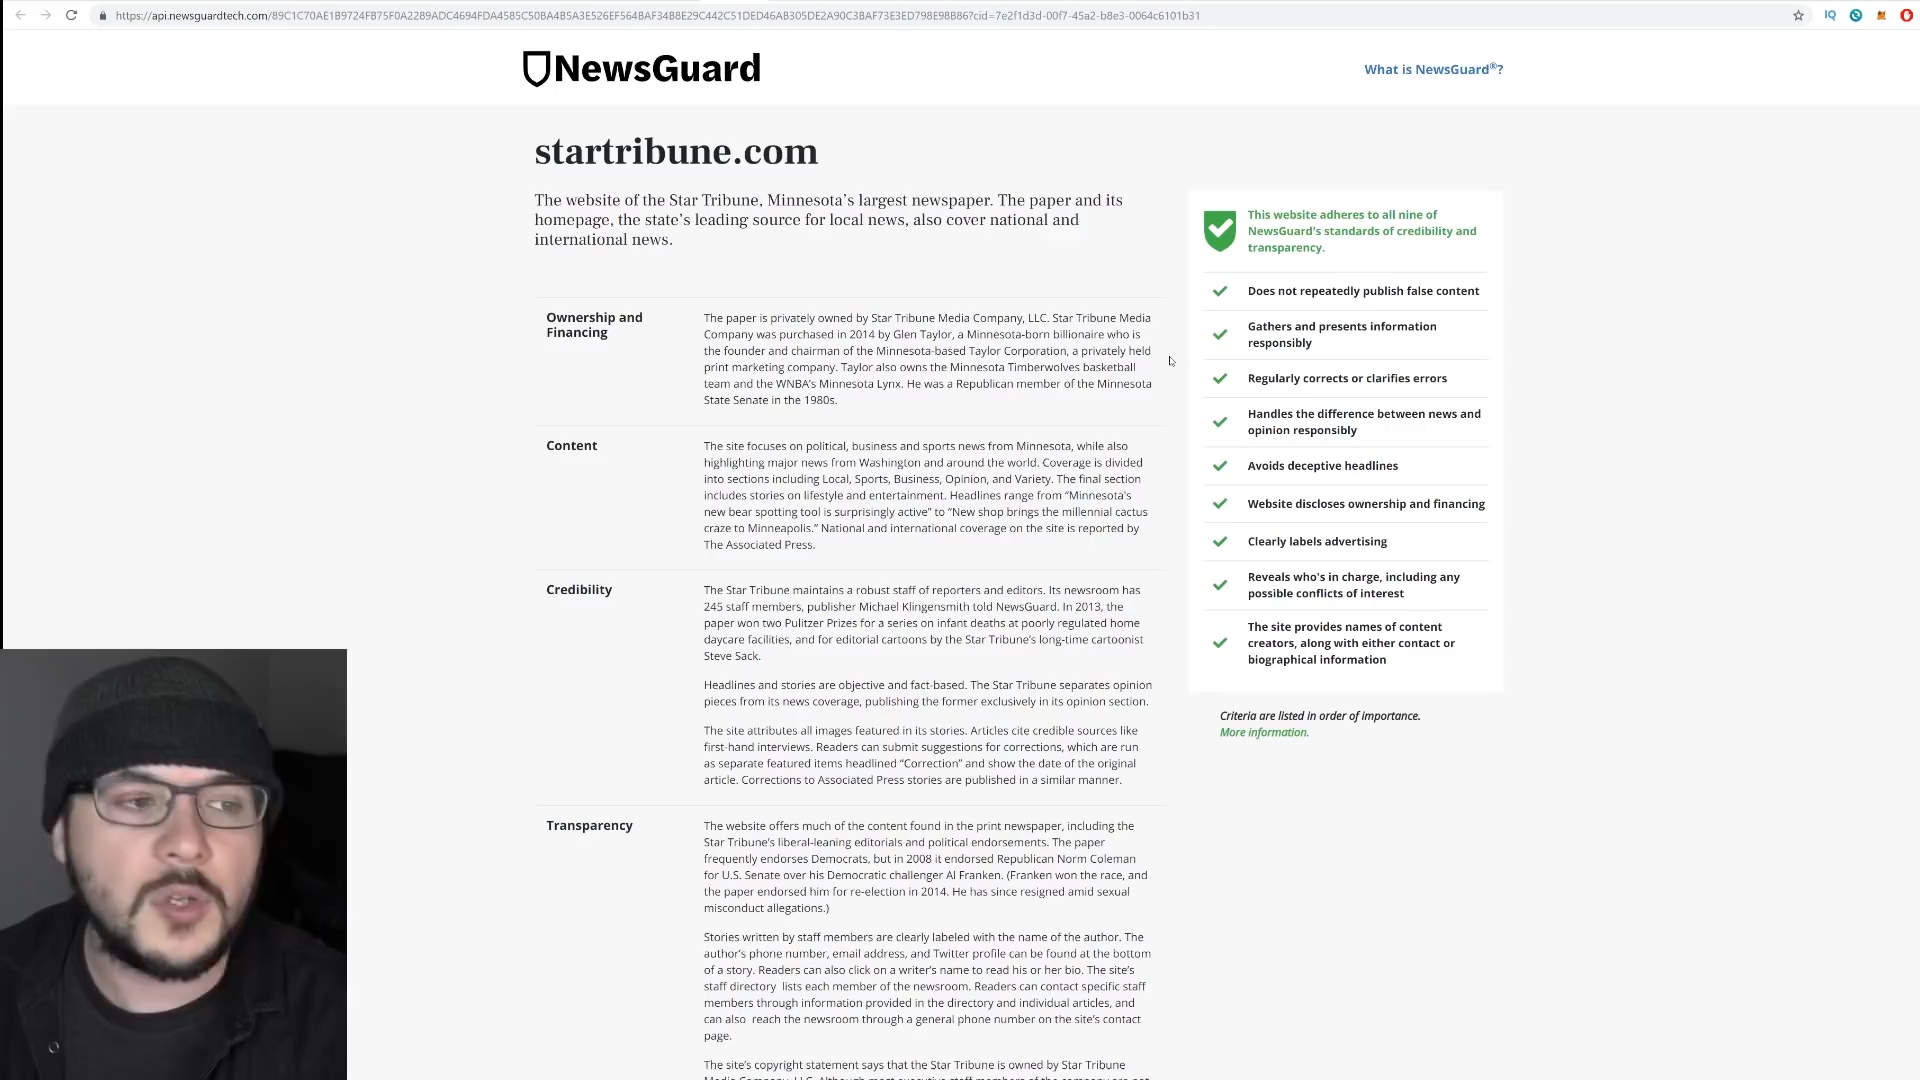 https://api.newsguardtech.com/89C1C70AE1B9724FB75F0A2289ADC4694FDA4585C50BA4B5A3E526EF564BAF34B8E29C442C51DED46AB305DE2A90C3BAF73E3ED798E98B86?cid=7e2f1d3d-00f7-45a2-b8e3-0064c6101b31
IQ
NewsGuard
What is NewsGuard®?
startribune.com
The website of the Star Tribune, Minnesota's largest newspaper. The paper and its
homepage, the state's leading source for local news, also cover national and
international news.
Ownership and
Financing
The paper is privately owned by Star Tribune Media Company, LLC. Star Tribune Media
Company was purchased in 2014 by Glen Taylor, a Minnesota-born billionaire who is
the founder and chairman of the Minnesota-based Taylor Corporation, a privately held
print marketing company. Taylor also owns the Minnesota Timberwolves basketball
team and the WNBA's Minnesota Lynx. He was a Republican member of the Minnesota
State Senate in the 1980s.
Content
The site focuses on political, business and sports news from Minnesota, while also
highlighting major news from Washington and around the world. Coverage is divided
into sections including Local, Sports, Business, Opinion, and Variety. The final section
includes stories on lifestyle and entertainment. Headlines range from “Minnesota's
new bear spotting tool is surprisingly active” to “New shop brings the millennial cactus
craze to Minneapolis.” National and international coverage on the site is reported by
The Associated Press.
Credibility
The Star Tribune maintains a robust staff of reporters and editors. Its newsroom has
245 staff members, publisher Michael Klingensmith told NewsGuard. In 2013, the
paper won two Pulitzer Prizes for a series on infant deaths at poorly regulated home
daycare facilities, and for editorial cartoons by the Star Tribune's long-time cartoonist
Steve Sack.
Headlines and stories are objective and fact-based. The Star Tribune separates opinion
pieces from its news coverage, publishing the former exclusively in its opinion section.
The site attributes all images featured in its stories. Articles cite credible sources like
first-hand interviews. Readers can submit suggestions for corrections, which are run
as separate featured items headlined “Correction” and show the date of the original
article. Corrections to Associated Press stories are published in a similar manner.
Transparency
The website offers much of the content found in the print newspaper, including the
Star Tribune's liberal-leaning editorials and political endorsements. The paper
frequently endorses Democrats, but in 2008 it endorsed Republican Norm Coleman
for U.S. Senate over his Democratic challenger Al Franken. (Franken won the race, and
the paper endorsed him for re-election in 2014. He has since resigned amid sexual
misconduct allegations.)
Stories written by staff members are clearly labeled with the name of the author. The
author's phone number, email address, and Twitter profile can be found at the bottom
of a story. Readers can also click on a writer's name to read his or her bio. The site's
staff directory lists each member of the newsroom. Readers can contact specific staff
members through information provided in the directory and individual articles, and
can also reach the newsroom through a general phone number on the site's contact
page.
The site's copyright statement says that the Star Tribune is owned by Star Tribune
Media Company, LLC. Although most executive staff members of the company are not
This website adheres to all nine of
NewsGuard's standards of credibility and
transparency.
Does not repeatedly publish false content
Gathers and presents information
responsibly
Regularly corrects or clarifies errors
Handles the difference between news and
opinion responsibly
Avoids deceptive headlines
Website discloses ownership and financing
Clearly labels advertising
Reveals who's in charge, including any
possible conflicts of interest
The site provides names of content
creators, along with either contact or
biographical information
Criteria are listed in order of importance.
More information.